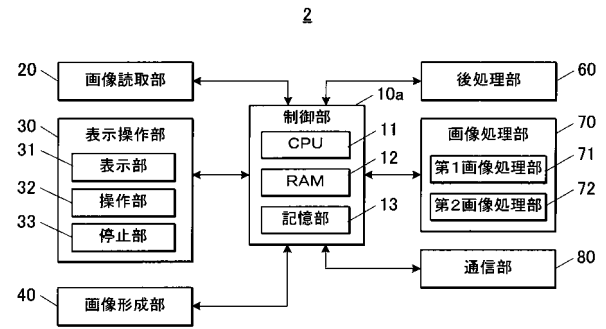 2
20
画像読取部
30
表示操作部
31
表示部
32
操作部
33
停止部
40
画像形成部
10a
制御部
11
CPU
12
RAM
13
記憶部
60
後処理部
70
画像処理部
71
第1画像処理部
72
第2画像処理部
80
通信部